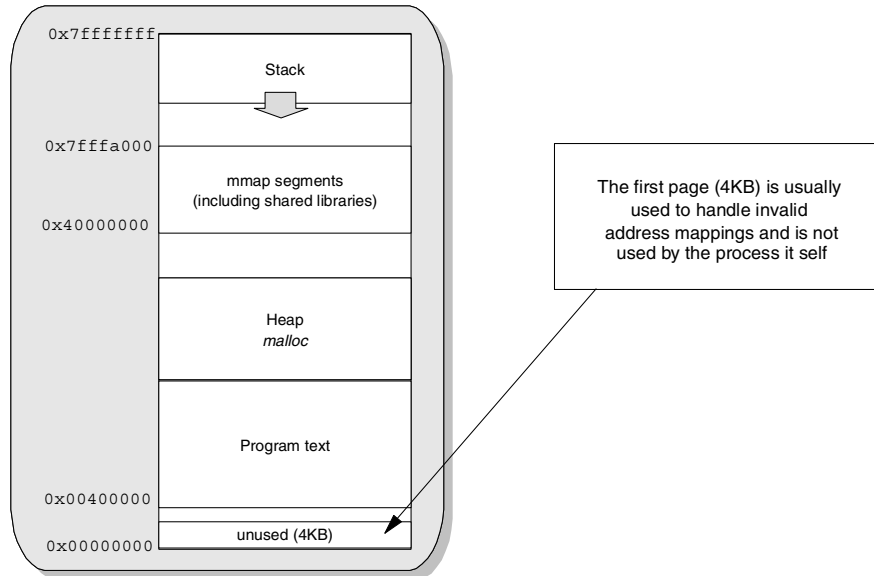 0x7fffffff
Stack
0x7fffa000
mmap segments
(including shared libraries)
0x40000000
Heap
malloc
Program text
0x00400000
unused (4KB)
0x00000000
The first page (4KB) is usually
used to handle invalid
address mappings and is not
used by the process it self